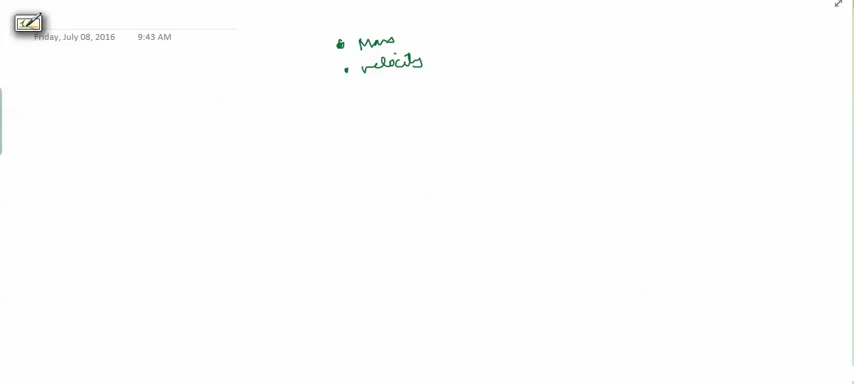 Friday, July 08, 2016 9:43 AM
• Mass
• velocity